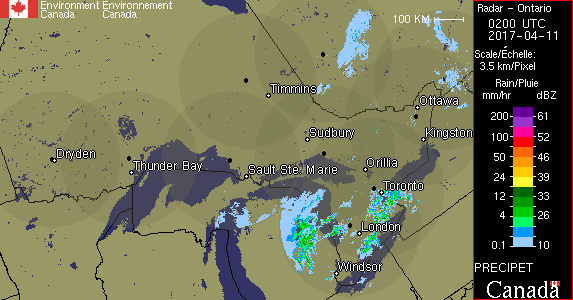 Environment Environnement
Canada Canada
100 KM
Timmins
Ottawa
Sudbury
Kingston
Dryden
Thunder Bay
Sault Ste. Marie
Orillia
Toronto
London
Windsor
Radar - Ontario
0200 UTC
2017-04-11
Scale/Échelle:
3.5 km/Pixel
Rain/Pluie
mm/hr dBZ
200 61
100 52
50 46
24 39
12 33
4 26
0.1 10
PRECIPET
Canada